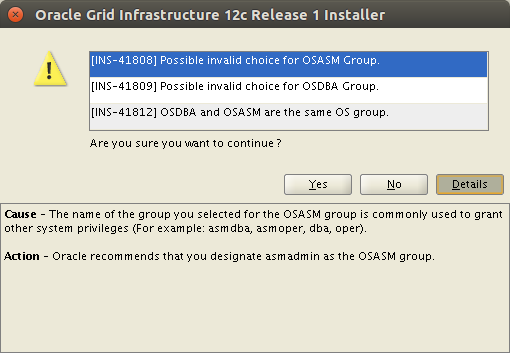 Oracle Grid Infrastructure 12c Release 1 Installer
[INS-41808] Possible invalid choice for OSASM Group.
[INS-41809] Possible invalid choice for OSDBA Group.
[INS-41812] OSDBA and OSASM are the same OS group.
Are you sure you want to continue?
Yes No Details
Cause - The name of the group you selected for the OSASM group is commonly used to grant
other system privileges (For example: asmdba, asmoper, dba, oper).
Action - Oracle recommends that you designate asmadmin as the OSASM group.